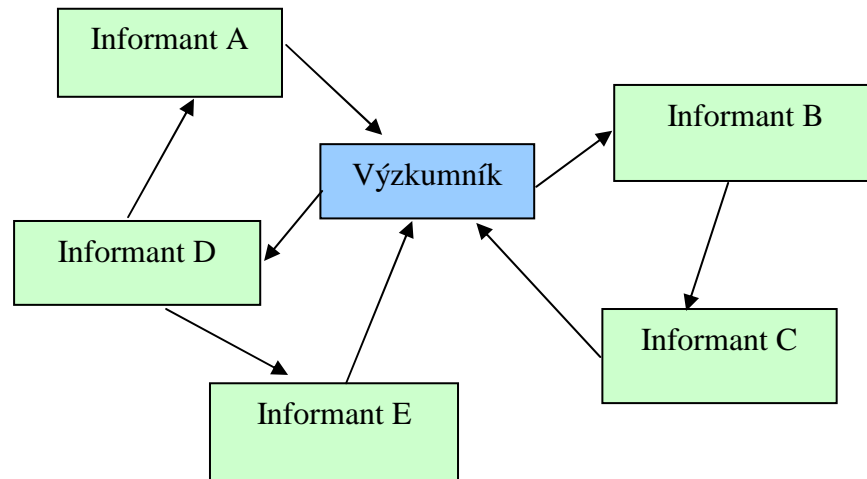 Informant A
Informant B
Výzkumník
Informant D
Informant C
Informant E